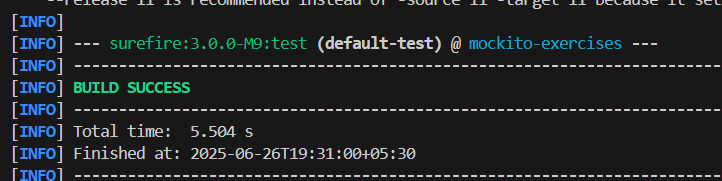 --release 11 is recommended instead of -source 11 -target 11 because it set
[INFO]
[INFO] --- surefire:3.0.0-M9:test (default-test) @ mockito-exercises ---
[INFO] ------------------------------------------------------------------------
[INFO] BUILD SUCCESS
[INFO] ------------------------------------------------------------------------
[INFO] Total time:  5.504 s
[INFO] Finished at: 2025-06-26T19:31:00+05:30
[INFO] ------------------------------------------------------------------------